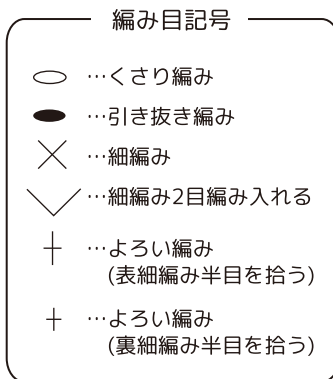 編み目記号
…くさり編み
…引き抜き編み
…細編み
…細編み2目編み入れる
…よろい編み
(表細編み半目を拾う)
…よろい編み
(裏細編み半目を拾う)